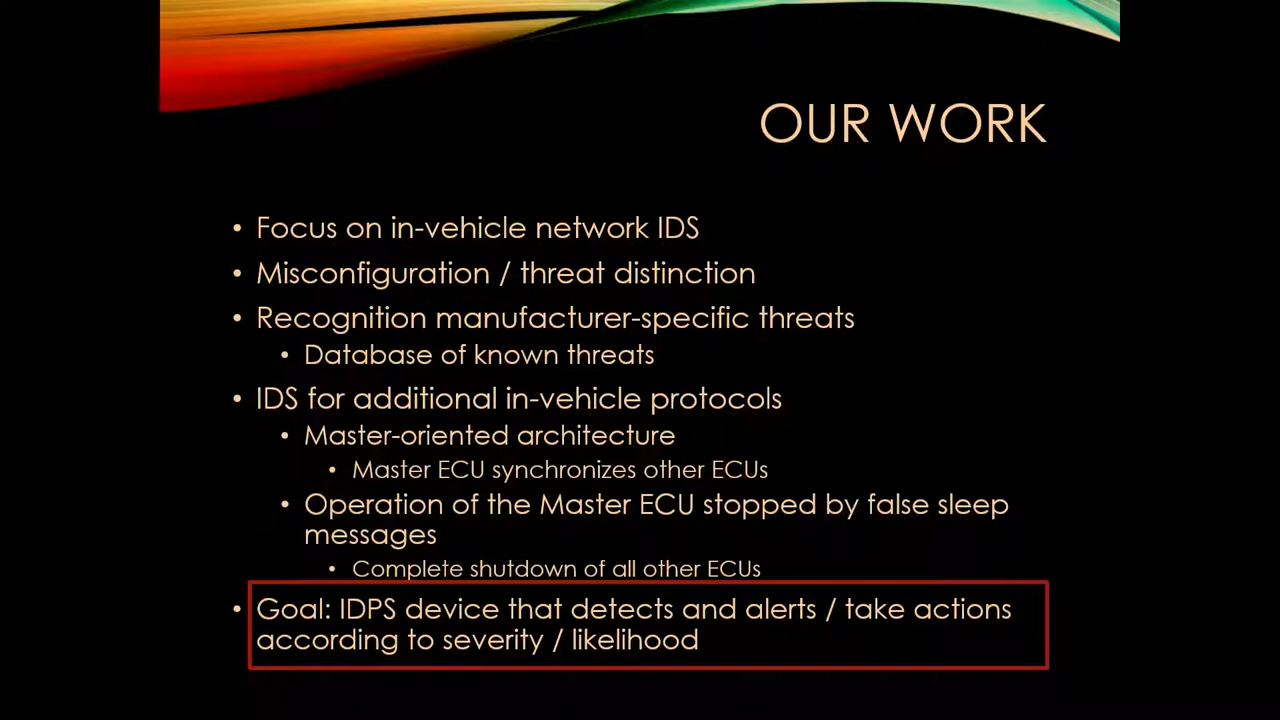 OUR WORK
• Focus on in-vehicle network IDS
• Misconfiguration / threat distinction
• Recognition manufacturer-specific threats
• Database of known threats
• IDS for additional in-vehicle protocols
• Master-oriented architecture
• Master ECU synchronizes other ECUs
• Operation of the Master ECU stopped by false sleep
messages
• Complete shutdown of all other ECUs
• Goal: IDPS device that detects and alerts / take actions
according to severity / likelihood